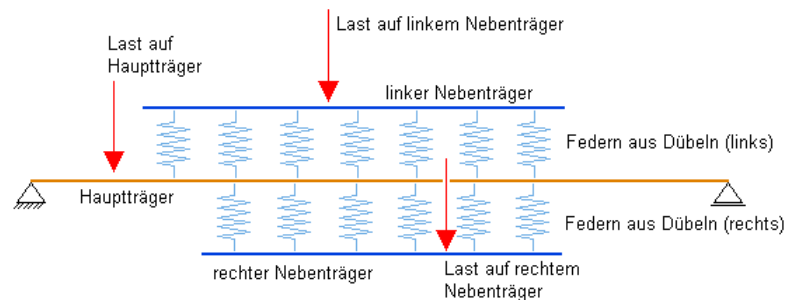 Last auf linkem Nebenträger
Last auf
Hauptträger
linker Nebenträger
Federn aus Dübeln (links)
Hauptträger
Federn aus Dübeln (rechts)
rechter Nebenträger
Last auf rechtem
Nebenträger